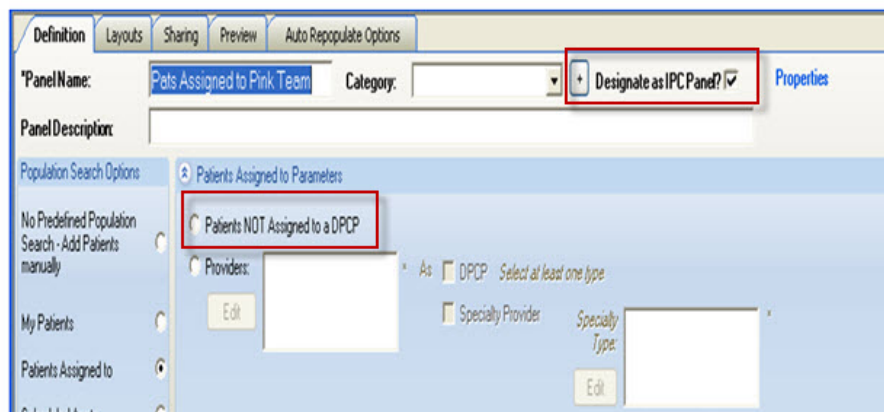 Definition Layouts Sharing Preview Auto Repopulate Options
*Panel Name: Pats Assigned to Pink Team Category: + Designate as IPC Panel? Properties
Panel Description:
Population Search Options
Patients Assigned to Parameters
No Predefined Population
Search - Add Patients
manually
My Patients
Patients Assigned to
Patients NOT Assigned to a DPCP
Providers: * As DPCP Select at least one type
Edit
Specialty Provider
Specialty
Type:
*
Edit